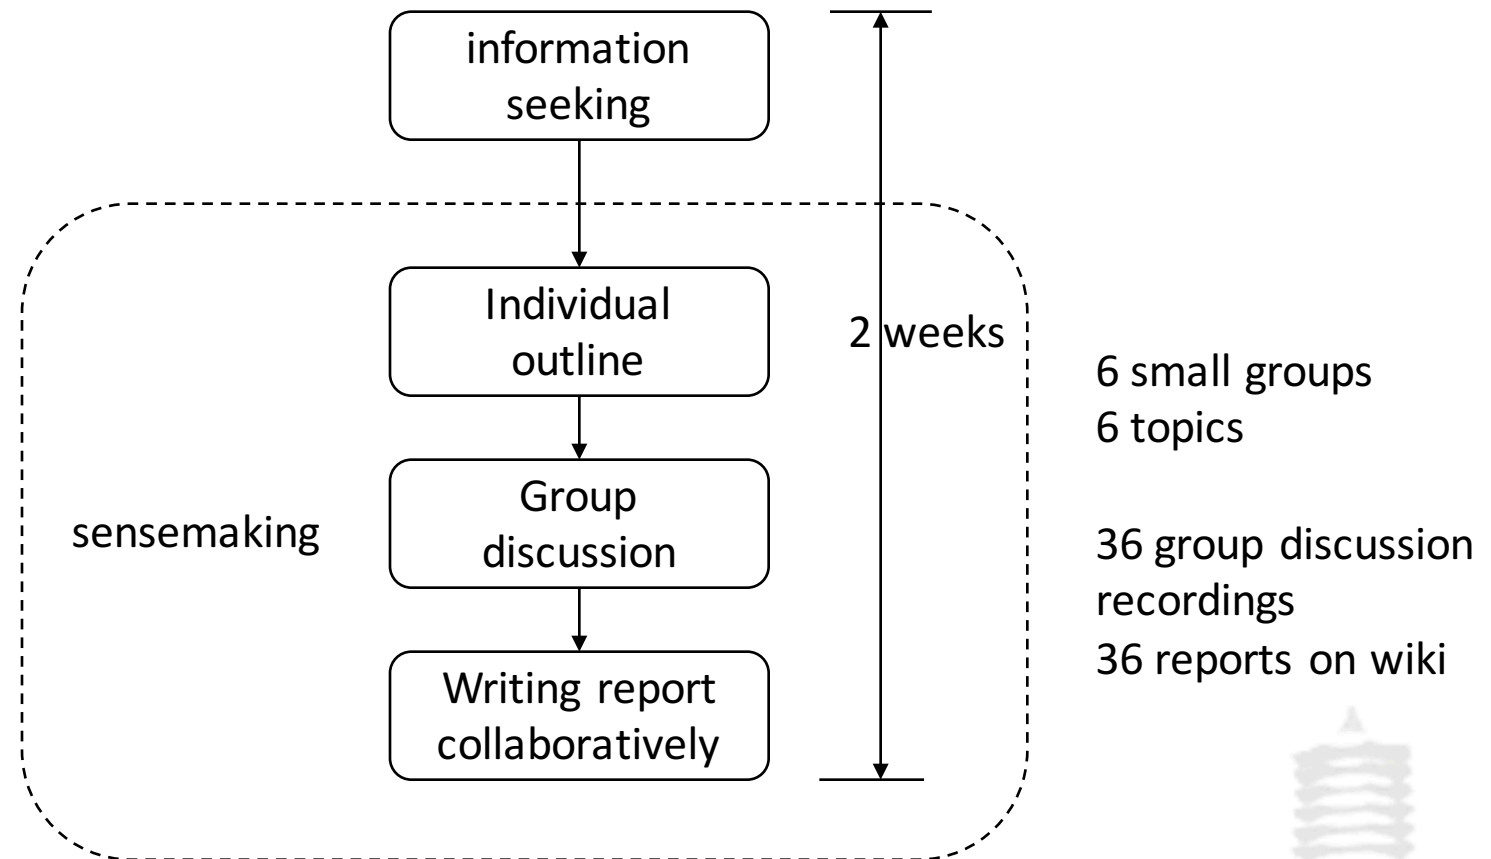 information
seeking
Individual
outline
2 weeks
Group
discussion
sensemaking
Writing report
collaboratively
6 small groups
6 topics
36 group discussion
recordings
36 reports on wiki